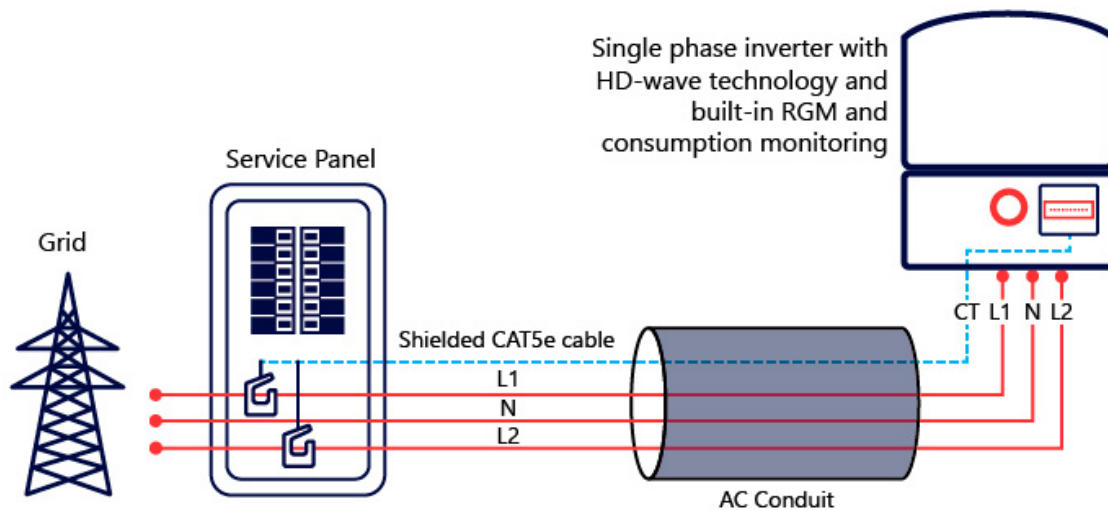 Single phase inverter with
HD-wave technology and
built-in RGM and
consumption monitoring
Service Panel
Grid
CT L1 N L2
Shielded CAT5e cable
L1
N
L2
AC Conduit